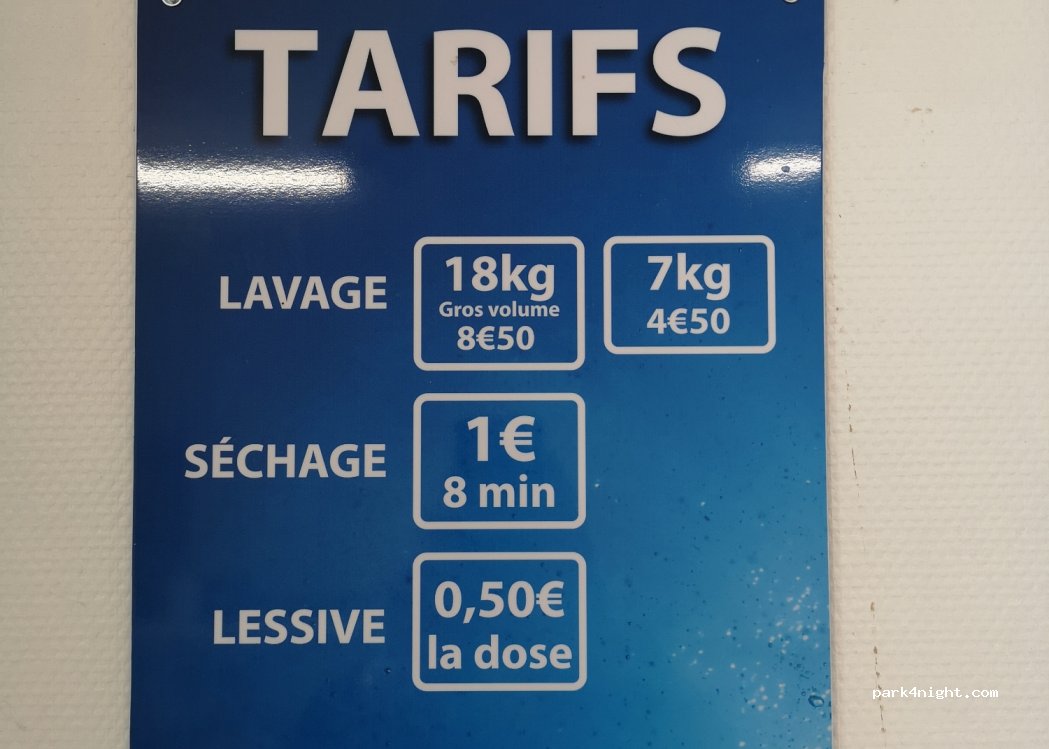 TARIFS
LAVAGE
18kg
Gros volume
8€50
7kg
4€50
SÉCHAGE
1€
8 min
LESSIVE
0,50€
la dose
park4night.com